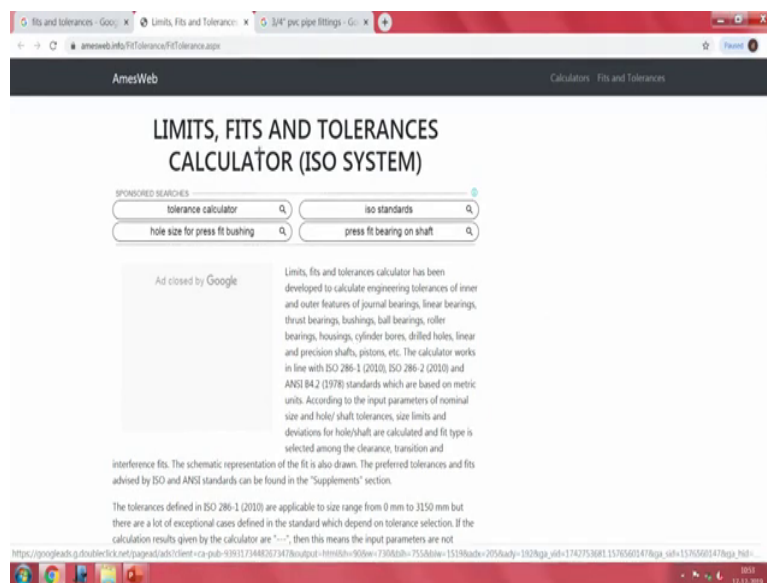 fits and tolerances - Goog
Limits, Fits and Tolerances
3/4" pvc pipe fittings - Go
amesweb.info/FitTolerance/FitTolerance.aspx
Paused
AmesWeb
Calculators Fits and Tolerances
LIMITS, FITS AND TOLERANCES
CALCULATOR (ISO SYSTEM)
SPONSORED SEARCHES
tolerance calculator
iso standards
hole size for press fit bushing
press fit bearing on shaft
Ad closed by Google
Limits, fits and tolerances calculator has been
developed to calculate engineering tolerances of inner
and outer features of journal bearings, linear bearings,
thrust bearings, bushings, ball bearings, roller
bearings, housings, cylinder bores, drilled holes, linear
and precision shafts, pistons, etc. The calculator works
in line with ISO 286-1 (2010), ISO 286-2 (2010) and
ANSI B4.2 (1978) standards which are based on metric
units. According to the input parameters of nominal
size and hole/ shaft tolerances, size limits and
deviations for hole/shaft are calculated and fit type is
selected among the clearance, transition and
interference fits. The schematic representation of the fit is also drawn. The preferred tolerances and fits
advised by ISO and ANSI standards can be found in the "Supplements" section.
The tolerances defined in ISO 286-1 (2010) are applicable to size range from 0 mm to 3150 mm but
there are a lot of exceptional cases defined in the standard which depend on tolerance selection. If the
calculation results given by the calculator are "---", then this means the input parameters are not
10:53